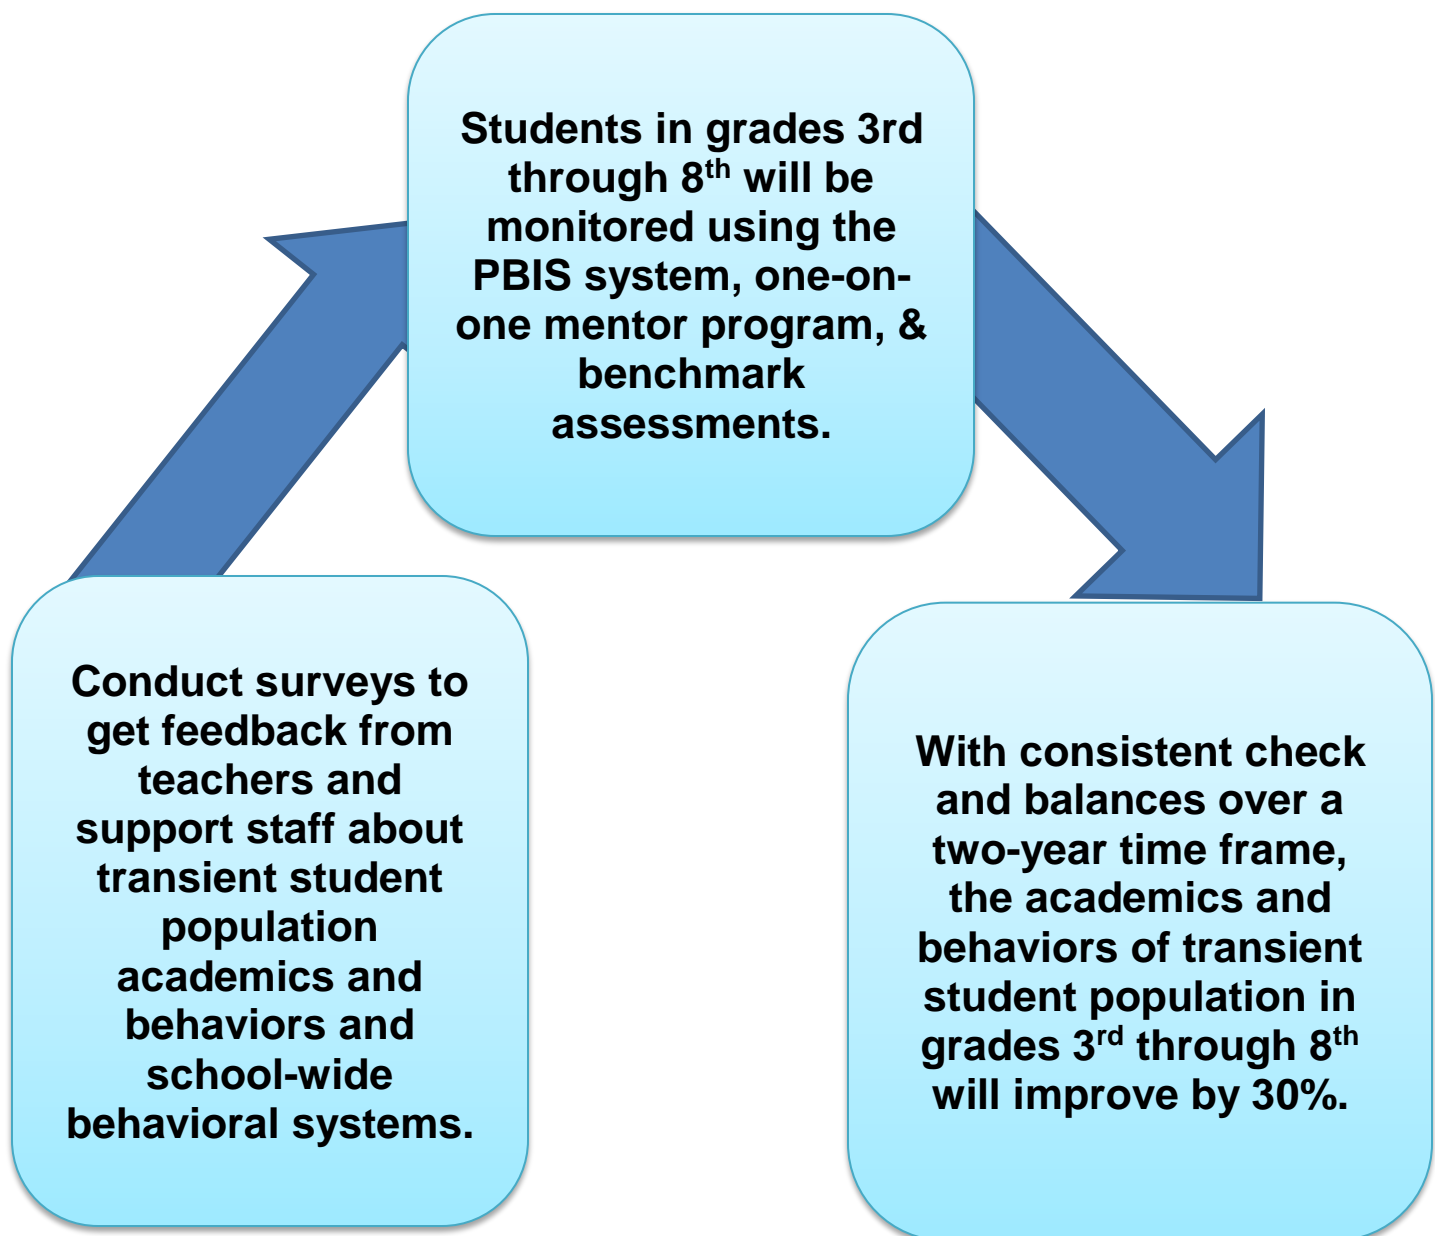 Students in grades 3rd
through 8th will be
monitored using the
PBIS system, one-on-
one mentor program, &
benchmark
assessments.
Conduct surveys to
get feedback from
teachers and
support staff about
transient student
population
academics and
behaviors and
school-wide
behavioral systems.
With consistent check
and balances over a
two-year time frame,
the academics and
behaviors of transient
student population in
grades 3rd through 8th
will improve by 30%.